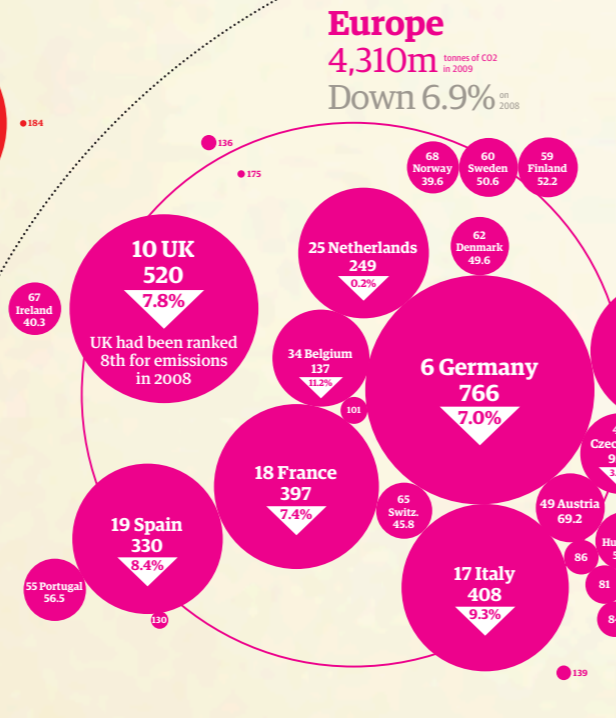 Europe
4,310m tonnes of CO2
in 2009
Down 6.9% on
2008
184
136
175
68
Norway
39.6
60
Sweden
50.6
59
Finland
52.2
10 UK
520
7.8%
UK had been ranked
8th for emissions
in 2008
25 Netherlands
249
0.2%
62
Denmark
49.6
67
Ireland
40.3
34 Belgium
137
11.2%
6 Germany
766
7.0%
101
18 France
397
7.4%
65
Switz.
45.8
49 Austria
69.2
19 Spain
330
8.4%
17 Italy
408
9.3%
86
81
55 Portugal
56.5
130
139